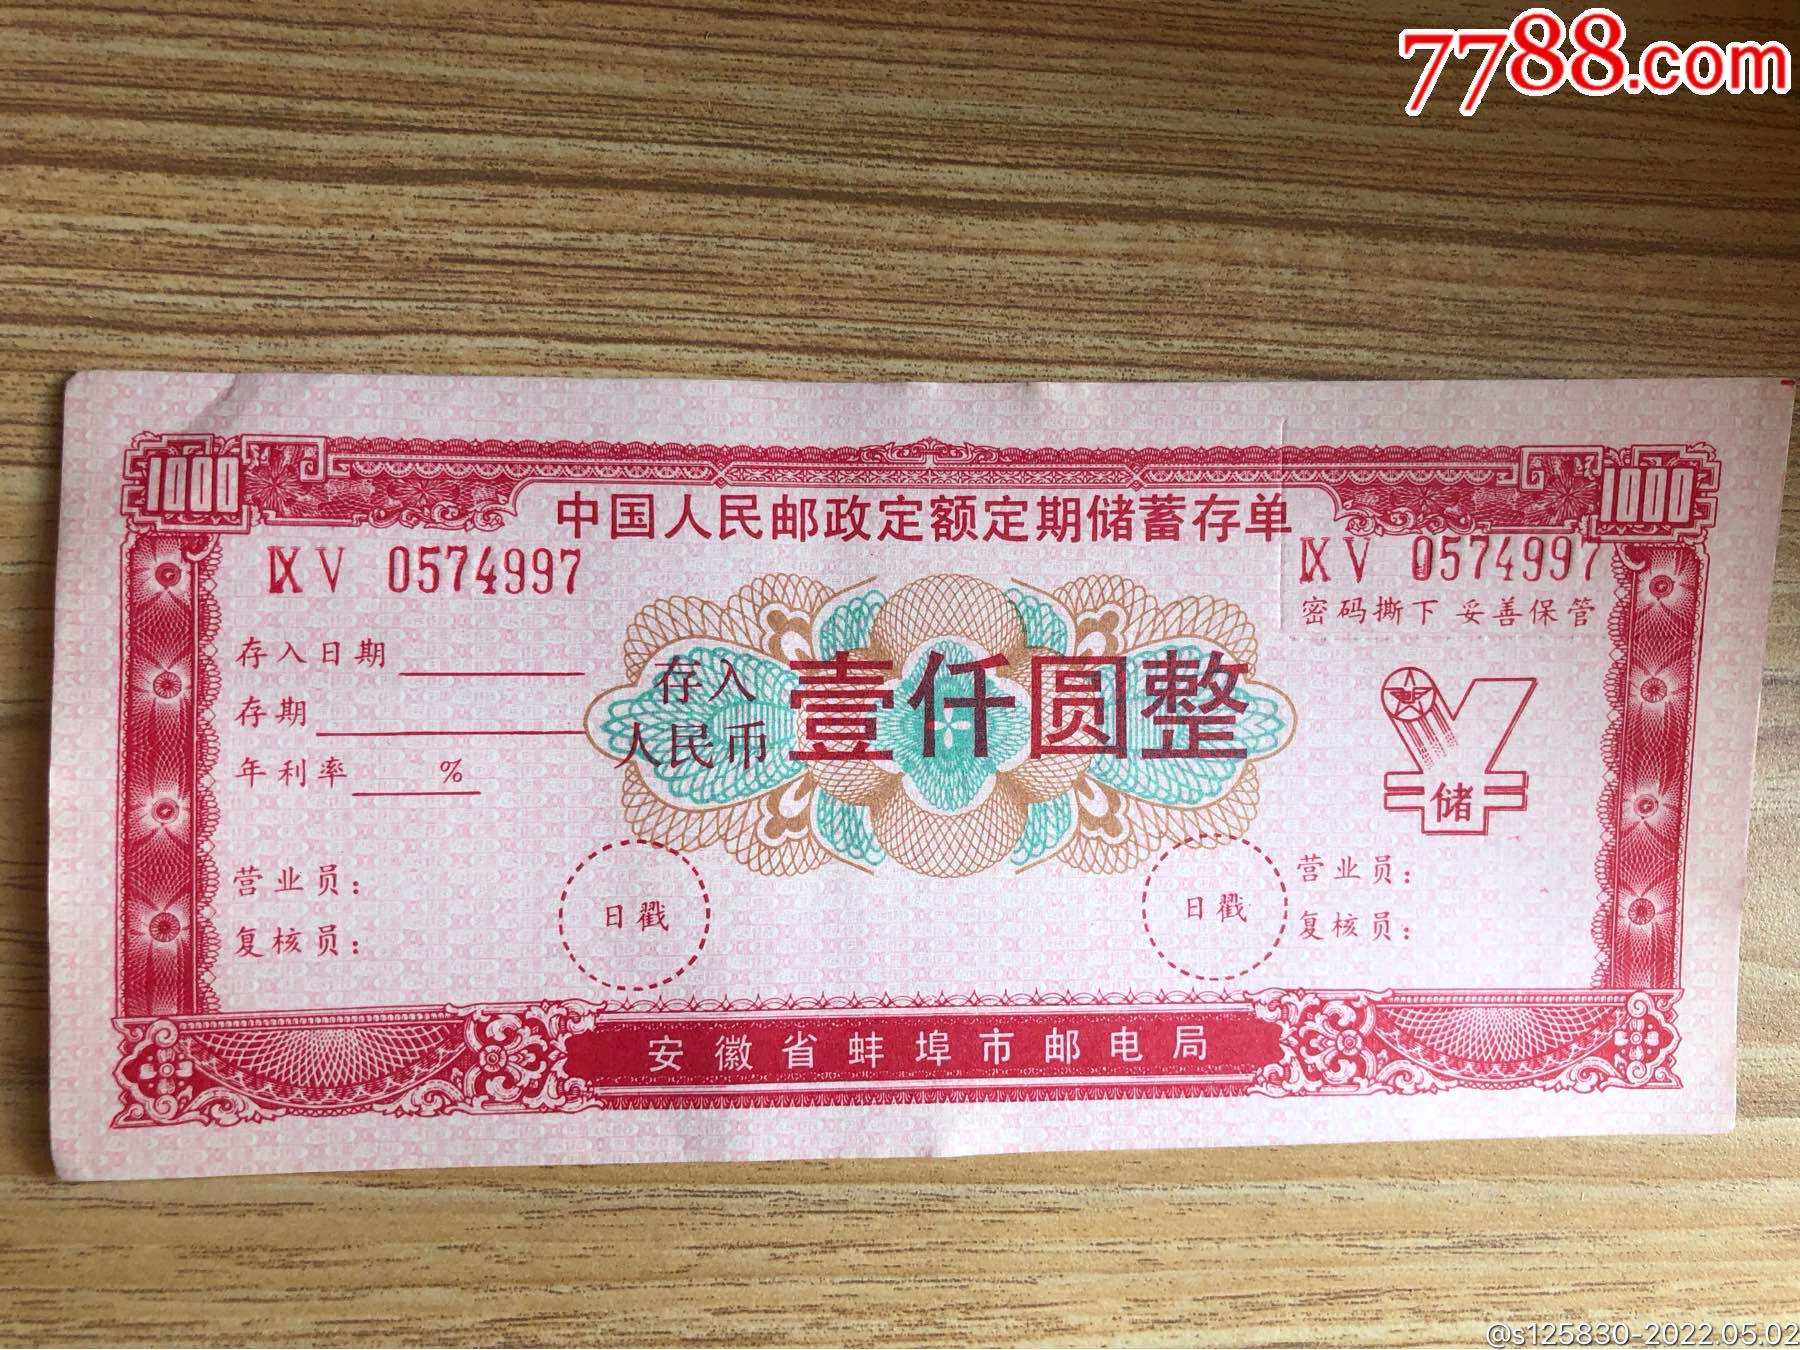 7788.com
1000
1000
中国人民邮政定额定期储蓄存单
ⅨV 0574997
ⅨV 0574997
密码撕下 妥善保管
存入日期
存期
年利率 %
存入
人民币
壹仟圆整
储
营业员：
复核员：
日戳
日戳
营业员：
复核员：
安徽省蚌埠市邮电局
@s125830-2022.05.02